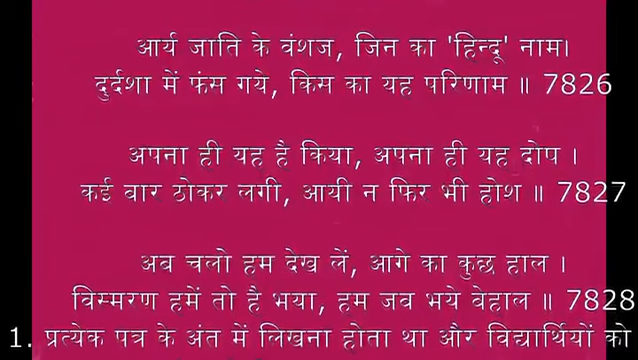 आर्य जाति के वंशज, जिन का 'हिन्दू' नाम।
दुर्दशा में फंस गये, किस का यह परिणाम ॥ 7826
अपना ही यह है किया, अपना ही यह दोप ।
कई वार ठोकर लगी, आयी न फिर भी होश ॥ 7827
अब चलो हम देख लें, आगे का कुछ हाल ।
विस्मरण हमें तो है भया, हम जव भये वेहाल ॥ 7828
1. प्रत्येक पत्र के अंत में लिखना होता था और विद्यार्थियों को